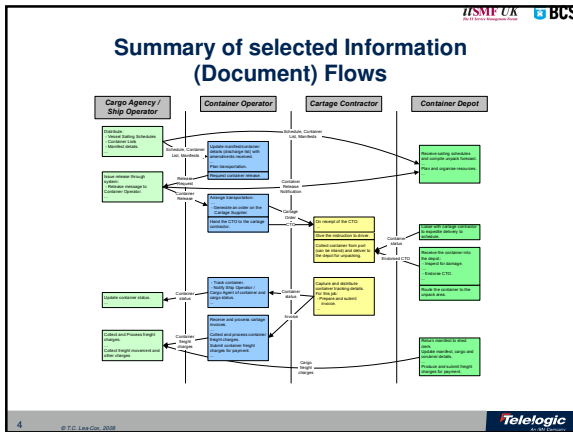 itSMF UK
The IT Service Management Forum
BCS
Summary of selected Information
(Document) Flows
Cargo Agency /
Ship Operator
Container Operator
Cartage Contractor
Container Depot
Distribute:
- Vessel Sailing Schedules
- Container Lists
- Manifest details.
...
Schedule, Container
List, Manifests
Schedule, Container
List, Manifests
Update manifest/container
details (discharge list) with
amendments received.
...
Plan transportation.
Request container release.
Receive sailing schedules
and compile unpack forecast.
...
Plan and organise resources.
...
Issue release through
system:
- Release message to
Container Operator.
...
Release
Request
Container
Release
Container
Release
Notification
Arrange transportation:
...
- Generate an order on the
Cartage Supplier.
Hand the CTO to the cartage
contractor.
Cartage
Order
CTO
On receipt of the CTO:
...
Give the instruction to driver.
Collect container from port
(can be stored) and deliver to
the depot for unpacking.
...
Container
status
Endorsed CTO
Liaise with cartage contractor
to expedite delivery to
schedule.
Receive the container into
the depot:
- Inspect for damage.
...
- Endorse CTO.
Route the container to the
unpack area.
Update container status.
...
Container
status
- Track container.
- Notify Ship Operator /
Cargo Agent of container and
cargo status.
...
Container
status
Capture and distribute
container tracking details.
For this job:
- Prepare and submit
invoice.
...
Invoice
Receive and process cartage
invoices.
...
Collect and process container
freight charges.
Submit container freight
charges for payment.
Container
freight
charges
Collect and Process freight
charges.
...
Collect freight movement and
other charges
Cargo
freight
charges
Return manifest to shed
clerk.
Update manifest, cargo and
container details.
...
Produce and submit freight
charges for payment.
4
© T.C. Lea-Cox, 2008
Telelogic
An IBM Company